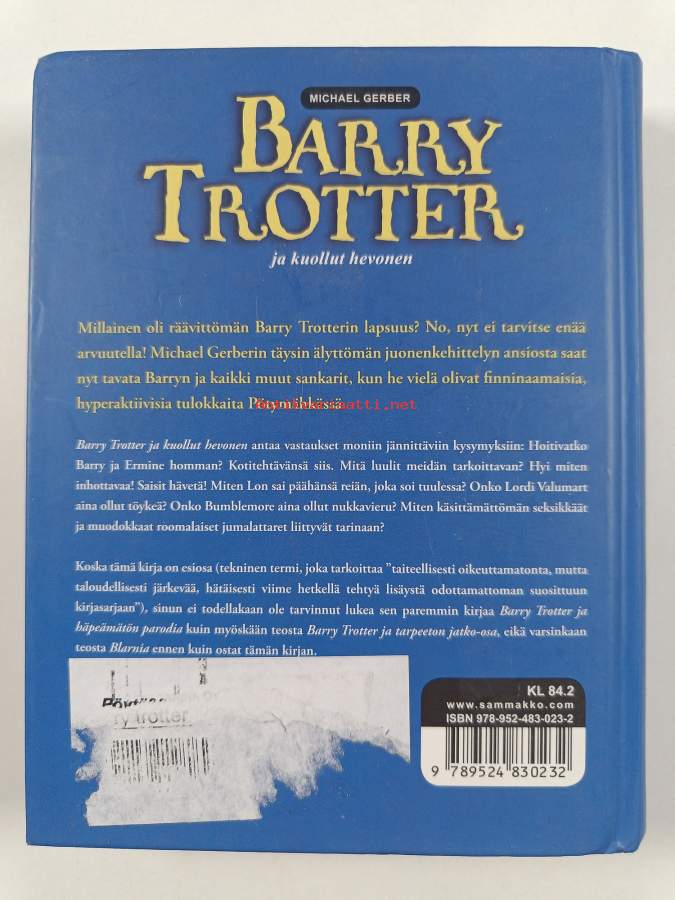 MICHAEL GERBER
BARRY
TROTTER
ja kuollut hevonen
Millainen oli räävittömän Barry Trotterin lapsuus? No, nyt ei tarvitse enää
arvuutella! Michael Gerberin täysin älyttömän juonenkehittelyn ansiosta saat
nyt tavata Barryn ja kaikki muut sankarit, kun he vielä olivat finninaamaisia,
hyperaktiivisia tulokkaita
Barry Trotter ja kuollut hevonen antaa vastaukset moniin jännittäviin kysymyksiin: Hoitivatko
Barry ja Ermine homman? Kotitehtävänsä siis. Mitä luulit meidän tarkoittavan? Hyi miten
inhottavaa! Saisit hävetä! Miten Lon sai päähänsä reiän, joka soi tuulessa? Onko Lordi Valumart
aina ollut töykeä? Onko Bumblemore aina ollut nukkavieru? Miten käsittämättömän seksikkäät
ja muodokkaat roomalaiset jumalattaret liittyvät tarinaan?
Koska tämä kirja on esiosa (tekninen termi, joka tarkoittaa ”taiteellisesti oikeuttamatonta, mutta
taloudellisesti järkevää, hätäisesti viime hetkellä tehtyä lisäystä odottamattoman suosittuun
kirjasarjaan”), sinun ei todellakaan ole tarvinnut lukea sen paremmin kirjaa Barry Trotter ja
häpeämätön parodia kuin myöskään teosta Barry Trotter ja tarpeeton jatko-osa, eikä varsinkaan
teosta Blarnia ennen kuin ostat tämän kirjan.
ry Trotter
KL 84.2
www.sammakko.com
ISBN 978-952-483-023-2
9 789524 830232